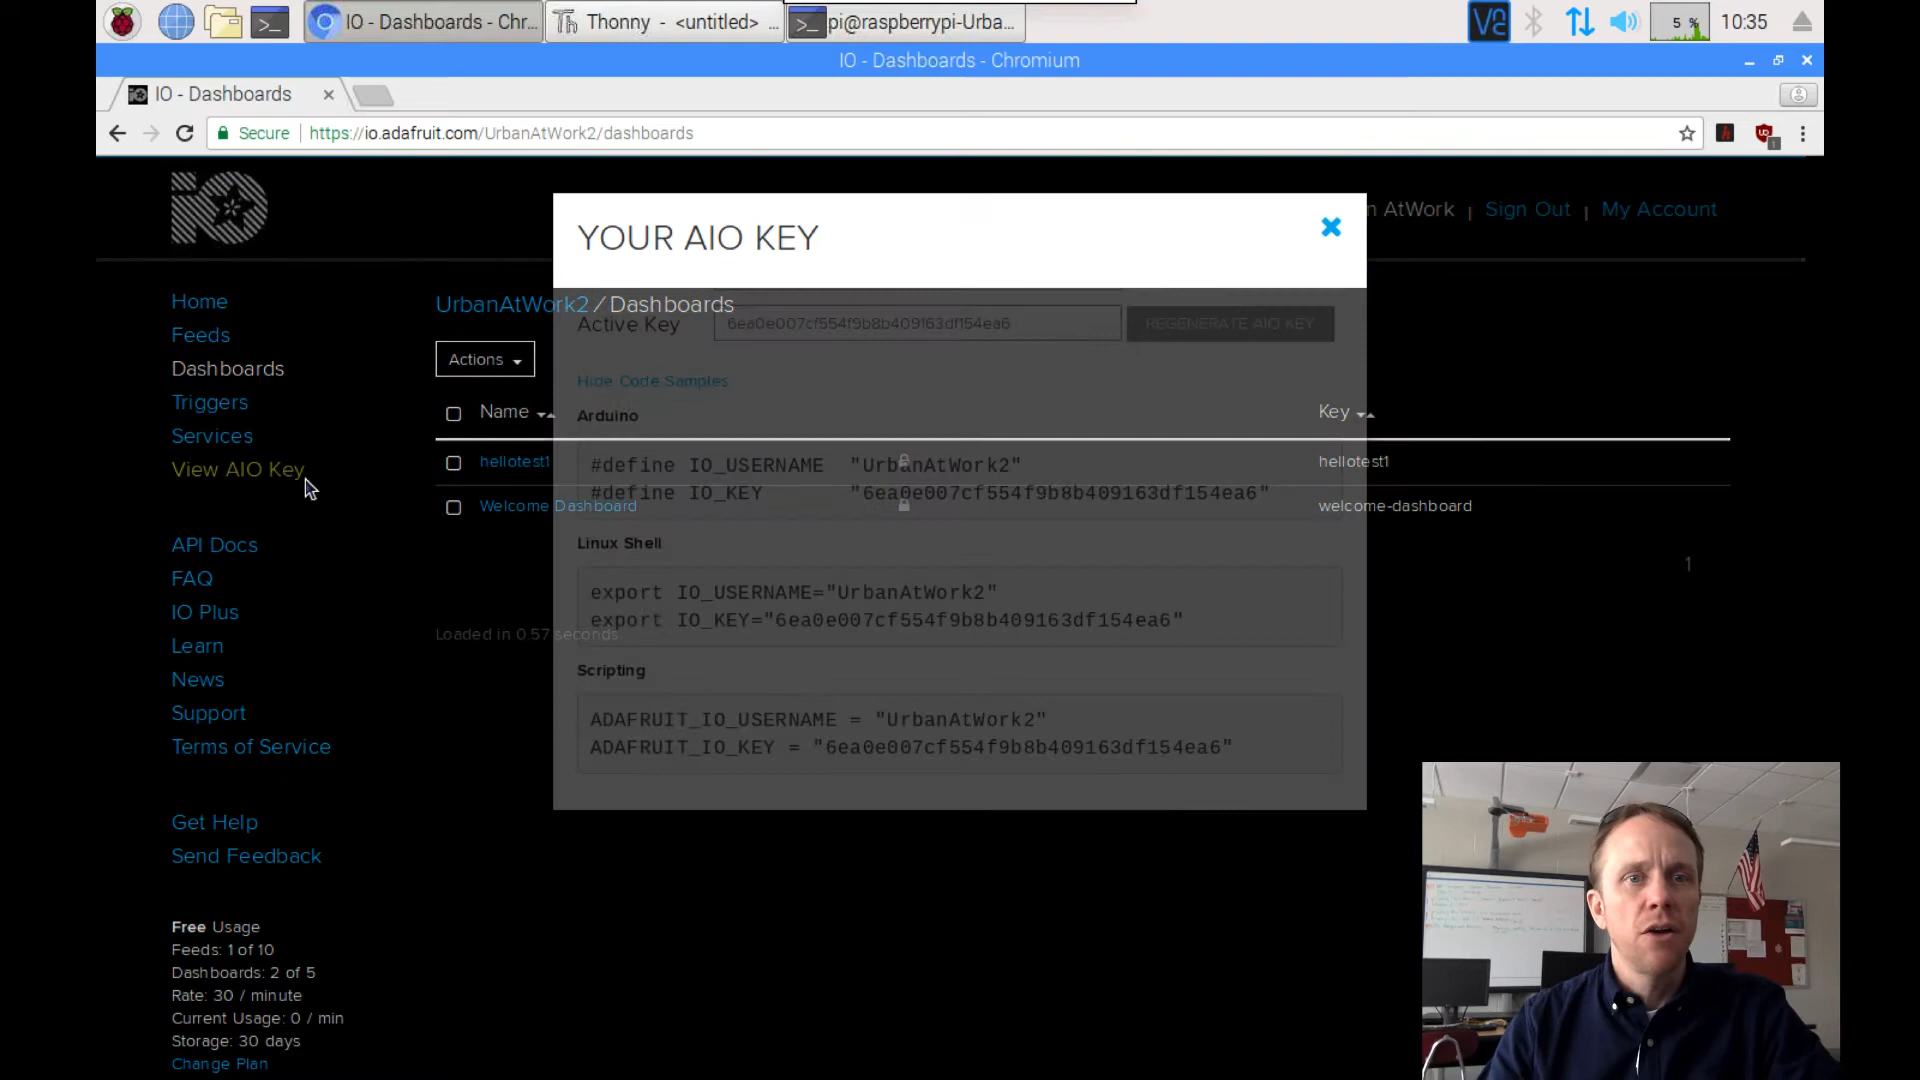 IO - Dashboards - Chr...
Thonny - <untitled> ...
pi@raspberrypi-Urba...
5 %
10:35
IO - Dashboards - Chromium
IO - Dashboards
Secure
https://io.adafruit.com/UrbanAtWork2/dashboards
n AtWork | Sign Out | My Account
YOUR AIO KEY
Home
Feeds
Dashboards
Triggers
Services
View AIO Key
API Docs
FAQ
IO Plus
Learn
News
Support
Terms of Service
Get Help
Send Feedback
Free Usage
Feeds: 1 of 10
Dashboards: 2 of 5
Rate: 30 / minute
Current Usage: 0 / min
Storage: 30 days
Change Plan
UrbanAtWork2 / Dashboards
Actions
Name
Key
hellotest1
hellotest1
Welcome Dashboard
welcome-dashboard
1
Loaded in 0.57 seconds.
Active Key
6ea0e007cf554f9b8b409163df154ea6
REGENERATE AIO KEY
Hide Code Samples
Arduino
#define IO_USERNAME "UrbanAtWork2"
#define IO_KEY "6ea0e007cf554f9b8b409163df154ea6"
Linux Shell
export IO_USERNAME="UrbanAtWork2"
export IO_KEY="6ea0e007cf554f9b8b409163df154ea6"
Scripting
ADAFRUIT_IO_USERNAME = "UrbanAtWork2"
ADAFRUIT_IO_KEY = "6ea0e007cf554f9b8b409163df154ea6"